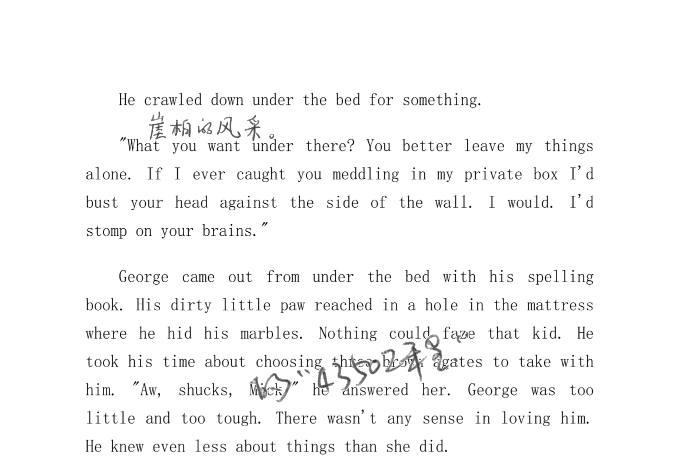 He crawled down under the bed for something.
崖柏的风采。
"What you want under there? You better leave my things
alone. If I ever caught you meddling in my private box I'd
bust your head against the side of the wall. I would. I'd
stomp on your brains."
George came out from under the bed with his spelling
book. His dirty little paw reached in a hole in the mattress
where he hid his marbles. Nothing could faze that kid. He
took his time about choosing three brown agates to take with
him. "Aw, shucks, Mick," he answered her. George was too
little and too tough. There wasn't any sense in loving him.
He knew even less about things than she did.